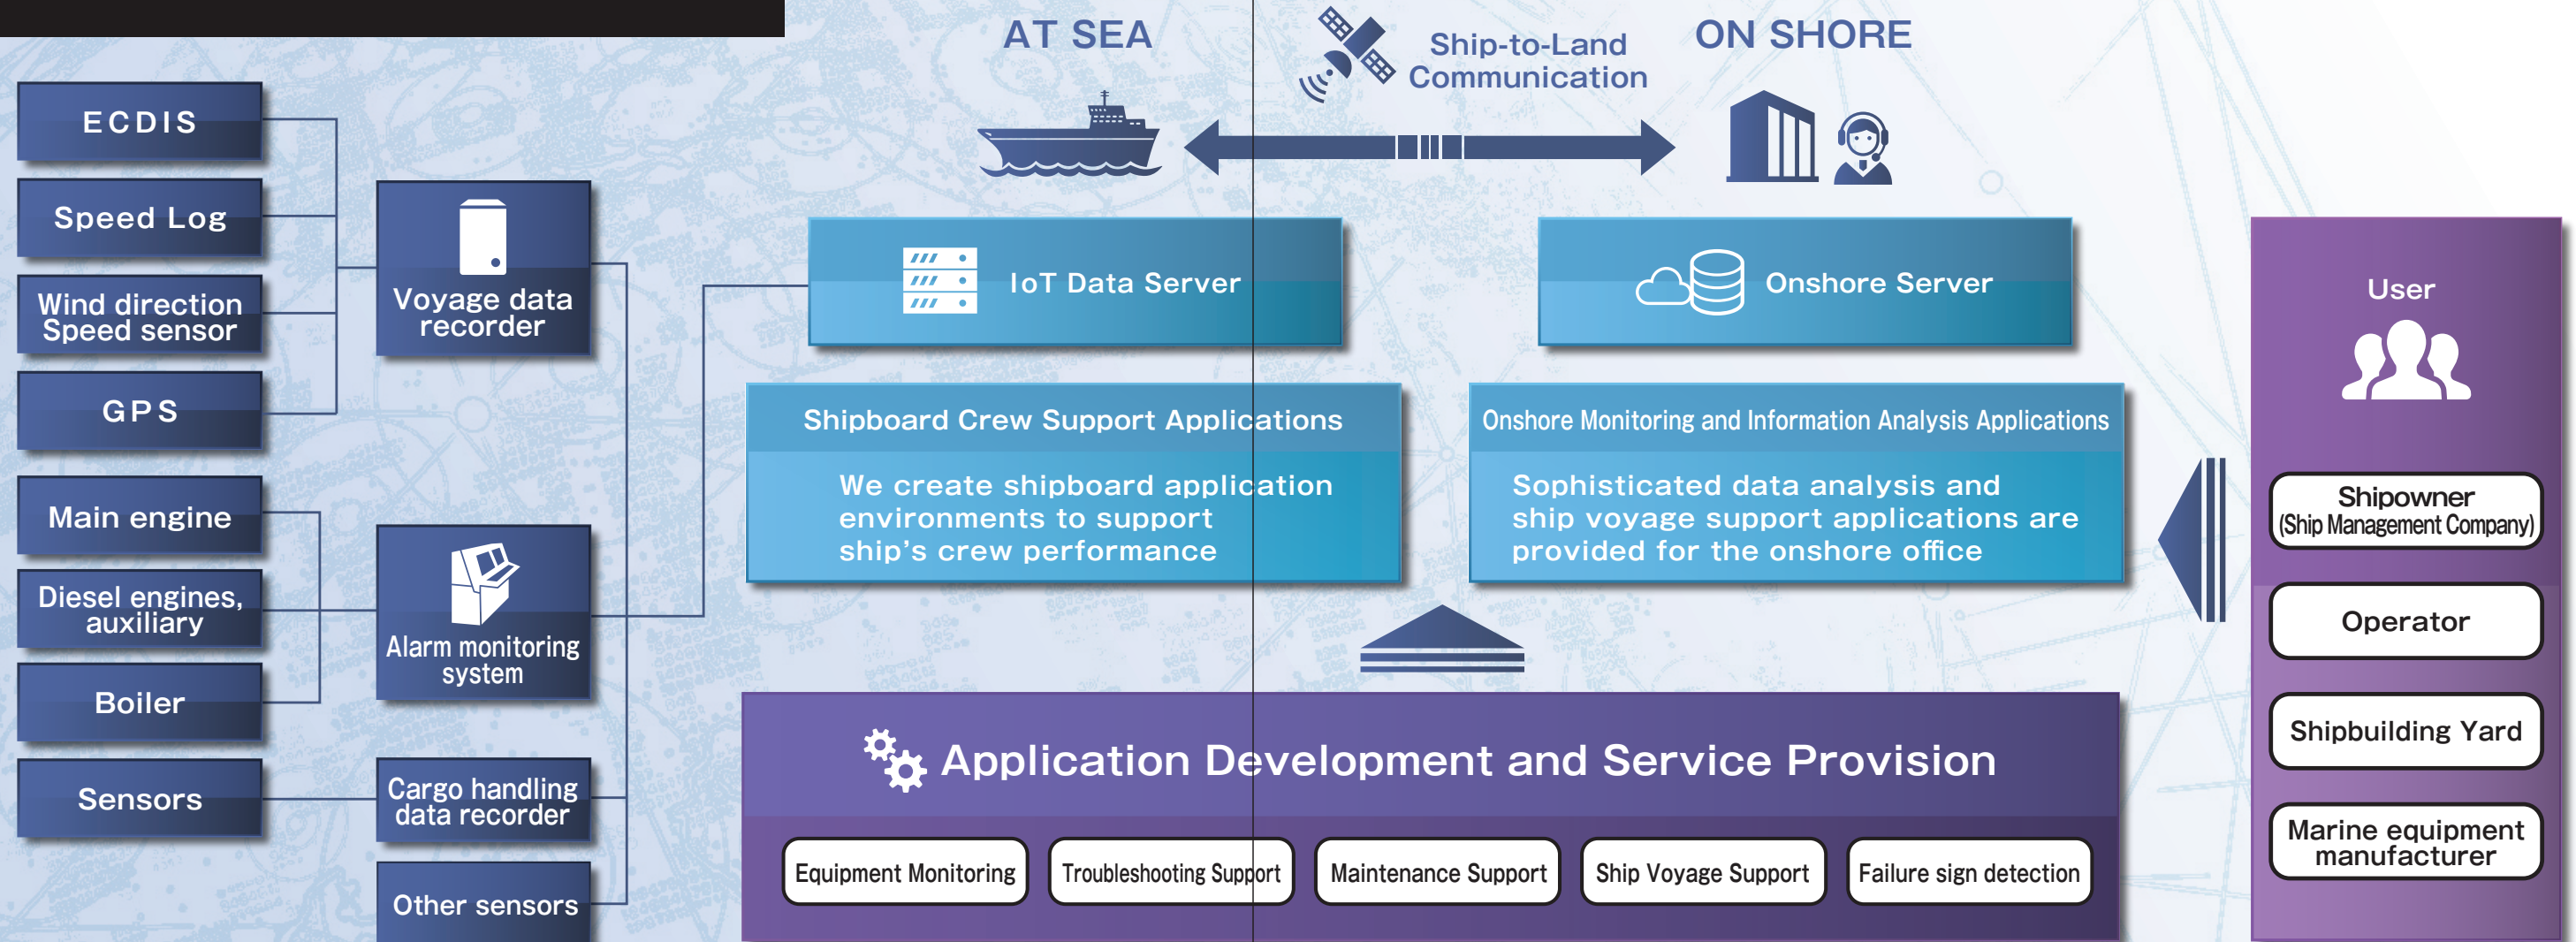 AT SEA
Ship-to-Land
Communication
ON SHORE
ECDIS
Speed Log
Wind direction
Speed sensor
GPS
Main engine
Diesel engines,
auxiliary
Boiler
Sensors
Voyage data
recorder
Alarm monitoring
system
Cargo handling
data recorder
Other sensors
IoT Data Server
Onshore Server
Shipboard Crew Support Applications
We create shipboard application
environments to support
ship's crew performance
Onshore Monitoring and Information Analysis Applications
Sophisticated data analysis and
ship voyage support applications are
provided for the onshore office
Application Development and Service Provision
Equipment Monitoring
Troubleshooting Support
Maintenance Support
Ship Voyage Support
Failure sign detection
User
Shipowner
(Ship Management Company)
Operator
Shipbuilding Yard
Marine equipment
manufacturer